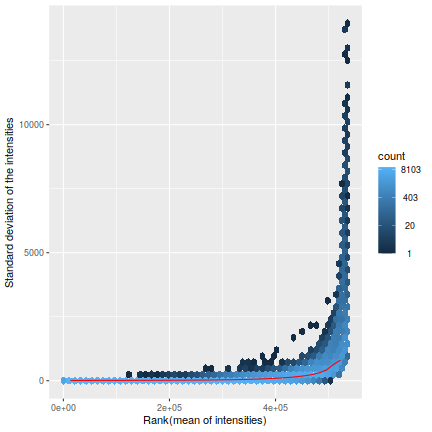 Standard deviation of the intensities
10000
5000
0
0e+00 2e+05 4e+05
Rank(mean of intensities)
count
8103
403
20
1